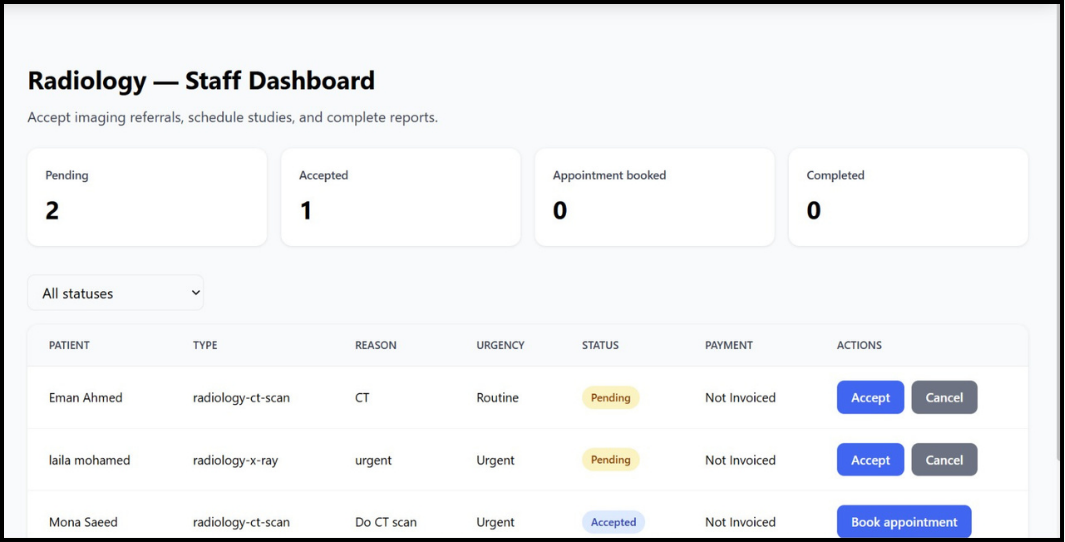 Radiology — Staff Dashboard
Accept imaging referrals, schedule studies, and complete reports.
Pending Accepted Appointment booked Completed
2 1 0 0
All statuses
PATIENT TYPE REASON URGENCY STATUS PAYMENT ACTIONS
Eman Ahmed radiology-ct-scan CT Routine Pending Not Invoiced Accept Cancel
laila mohamed radiology-x-ray urgent Urgent Pending Not Invoiced Accept Cancel
Mona Saeed radiology-ct-scan Do CT scan Urgent Accepted Not Invoiced Book appointment